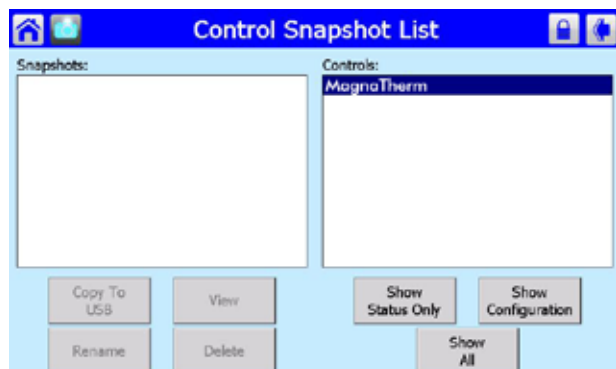 Control Snapshot List
Snapshots:
Controls:
MagnaTherm
Copy To
USB
View
Show
Status Only
Show
Configuration
Rename
Delete
Show
All